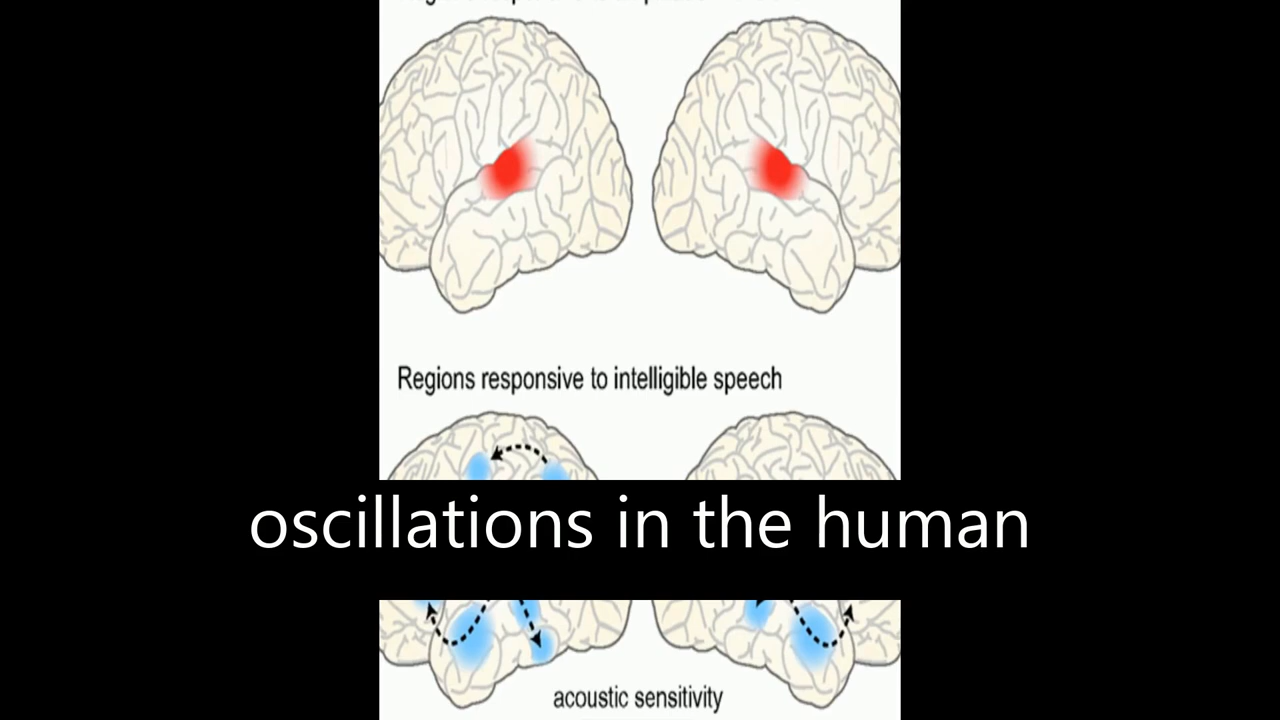 Regions responsive to intelligible speech
oscillations in the human
acoustic sensitivity